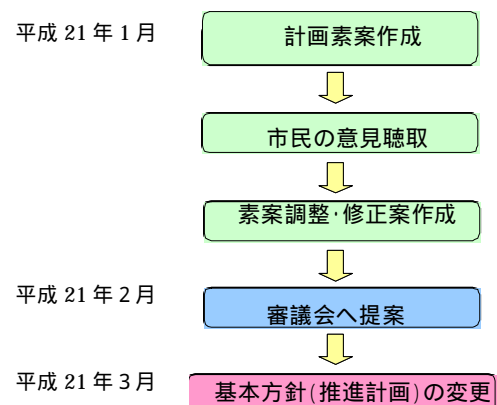 平成 21 年 1 月
計画素案作成
市民の意見聴取
素案調整・修正案作成
平成 21 年 2 月
審議会へ提案
平成 21 年 3 月
基本方針(推進計画)の変更